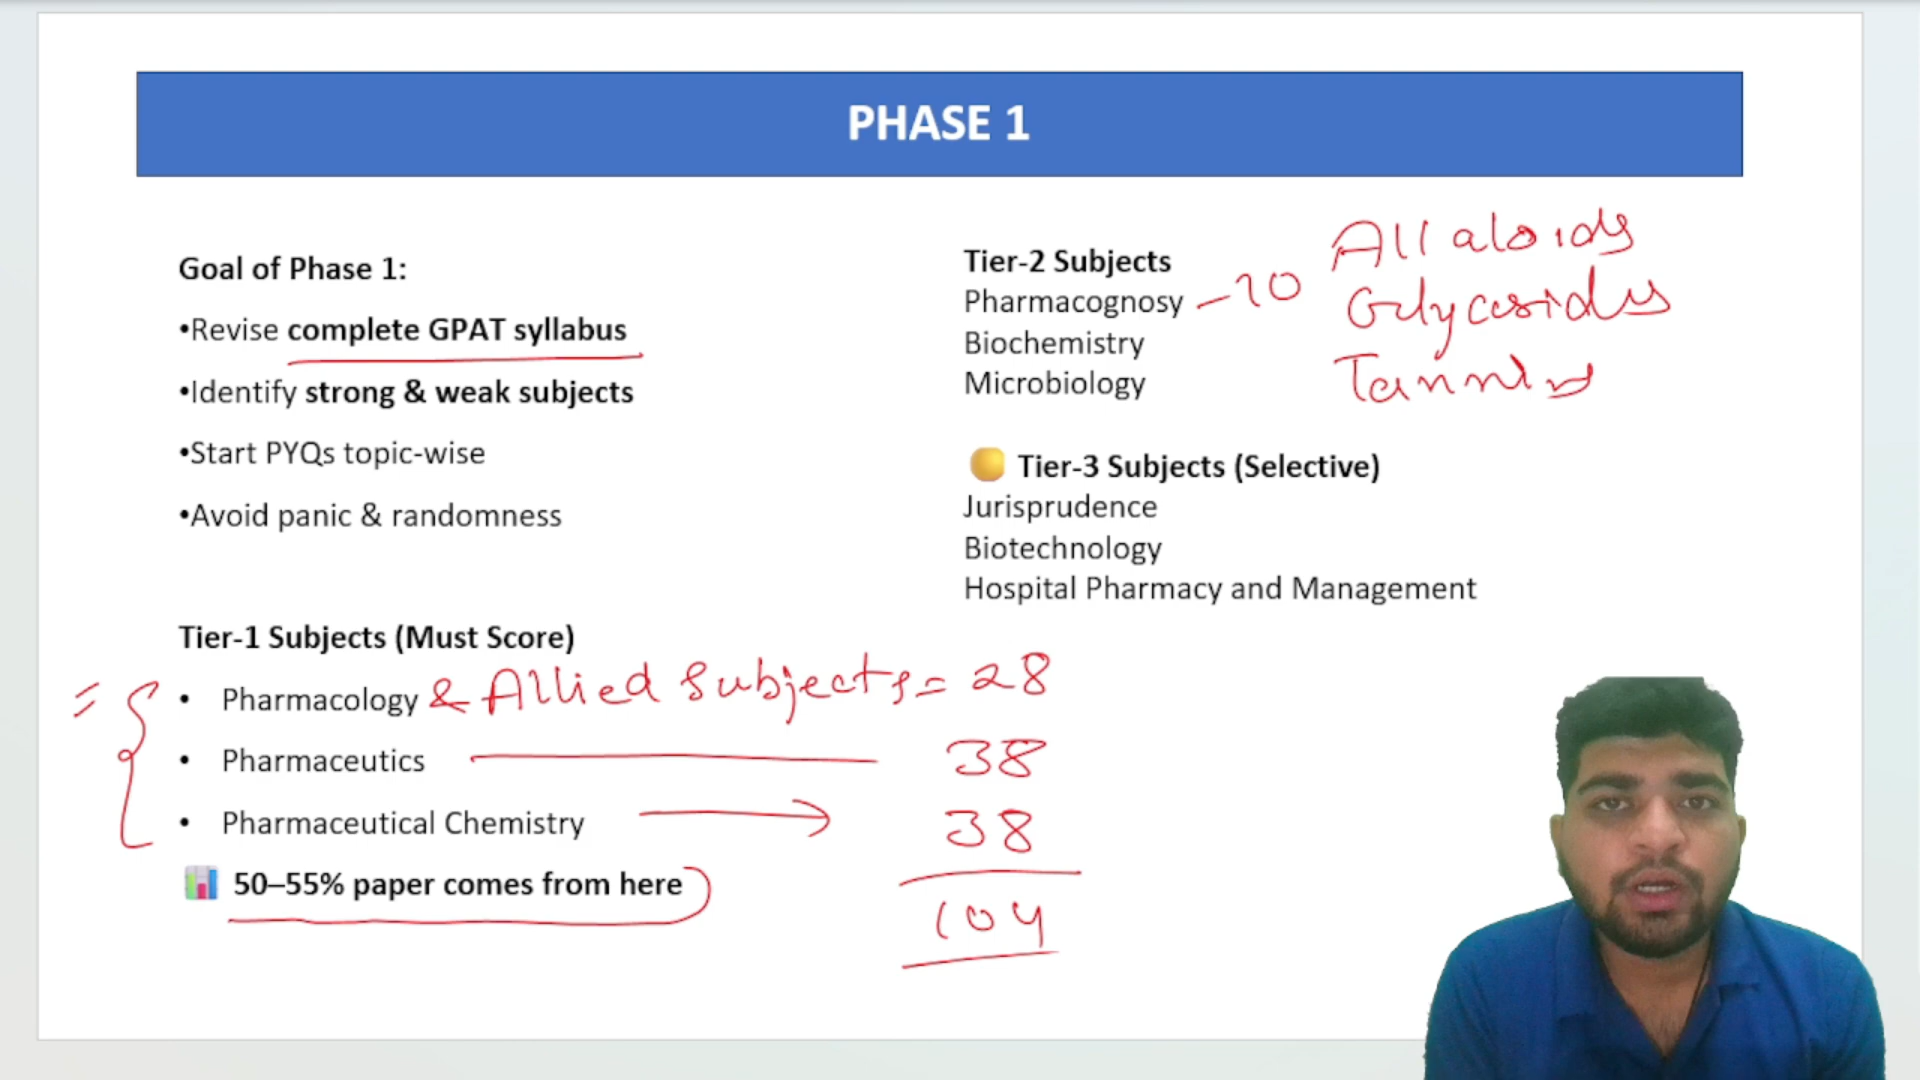 PHASE 1
Goal of Phase 1:
•Revise complete GPAT syllabus
•Identify strong & weak subjects
•Start PYQs topic-wise
•Avoid panic & randomness
Tier-1 Subjects (Must Score)
• Pharmacology & Allied Subjects = 28
• Pharmaceutics 38
• Pharmaceutical Chemistry → 38
50–55% paper comes from here
104
Tier-2 Subjects
Pharmacognosy - 10
Biochemistry
Microbiology
Alkaloids
Glycosides
Tannins
Tier-3 Subjects (Selective)
Jurisprudence
Biotechnology
Hospital Pharmacy and Management